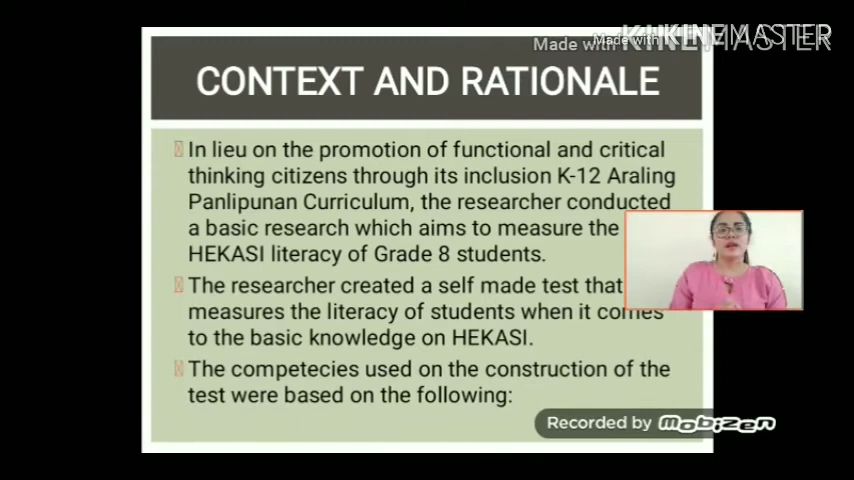 Made with KINEMASTER
Made with KINEMASTER
CONTEXT AND RATIONALE
In lieu on the promotion of functional and critical
thinking citizens through its inclusion K-12 Araling
Panlipunan Curriculum, the researcher conducted
a basic research which aims to measure the
HEKASI literacy of Grade 8 students.
The researcher created a self made test that
measures the literacy of students when it comes
to the basic knowledge on HEKASI.
The competecies used on the construction of the
test were based on the following:
Recorded by mobizen